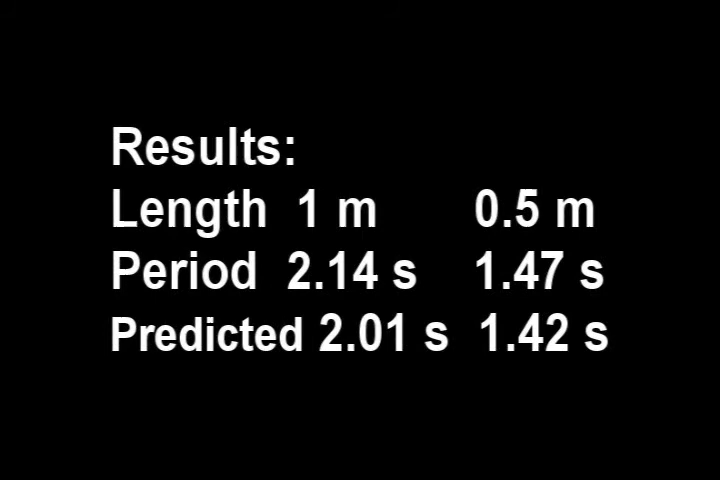 Results:
Length 1 m 0.5 m
Period 2.14 s 1.47 s
Predicted 2.01 s 1.42 s